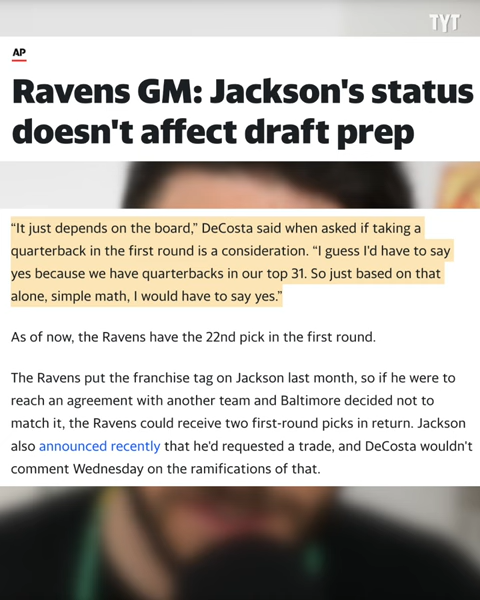 TYT
AP
Ravens GM: Jackson's status
doesn't affect draft prep
“It just depends on the board,” DeCosta said when asked if taking a
quarterback in the first round is a consideration. “I guess I'd have to say
yes because we have quarterbacks in our top 31. So just based on that
alone, simple math, I would have to say yes.”
As of now, the Ravens have the 22nd pick in the first round.
The Ravens put the franchise tag on Jackson last month, so if he were to
reach an agreement with another team and Baltimore decided not to
match it, the Ravens could receive two first-round picks in return. Jackson
also announced recently that he'd requested a trade, and DeCosta wouldn't
comment Wednesday on the ramifications of that.